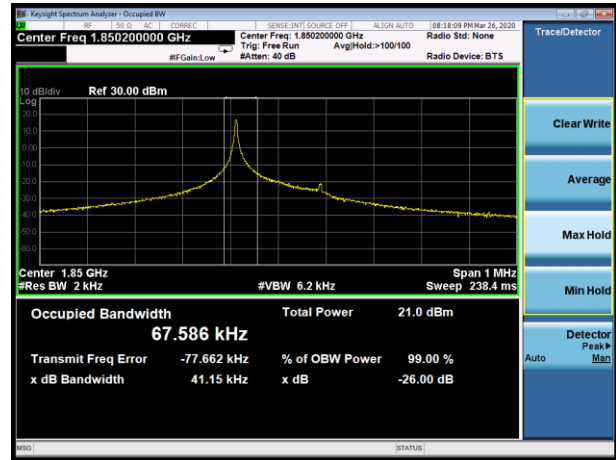 Keysight Spectrum Analyzer - Occupied BW
RF 50 Ω AC CORREC SENSE:INT SOURCE OFF ALIGN AUTO 08:18:09 PM Mar 26, 2020
Center Freq 1.850200000 GHz Center Freq: 1.850200000 GHz Radio Std: None
Trig: Free Run Avg|Hold:>100/100
#IFGain:Low #Atten: 40 dB Radio Device: BTS
Trace/Detector
10 dB/div Ref 30.00 dBm
Log
20.0
10.0
0.00
-10.0
-20.0
-30.0
-40.0
-50.0
-60.0
Center 1.85 GHz Span 1 MHz
#Res BW 2 kHz #VBW 6.2 kHz Sweep 238.4 ms
Occupied Bandwidth Total Power 21.0 dBm
67.586 kHz
Transmit Freq Error -77.662 kHz % of OBW Power 99.00 %
x dB Bandwidth 41.15 kHz x dB -26.00 dB
Clear Write
Average
Max Hold
Min Hold
Detector
Peak▶
Auto Man
MSG STATUS